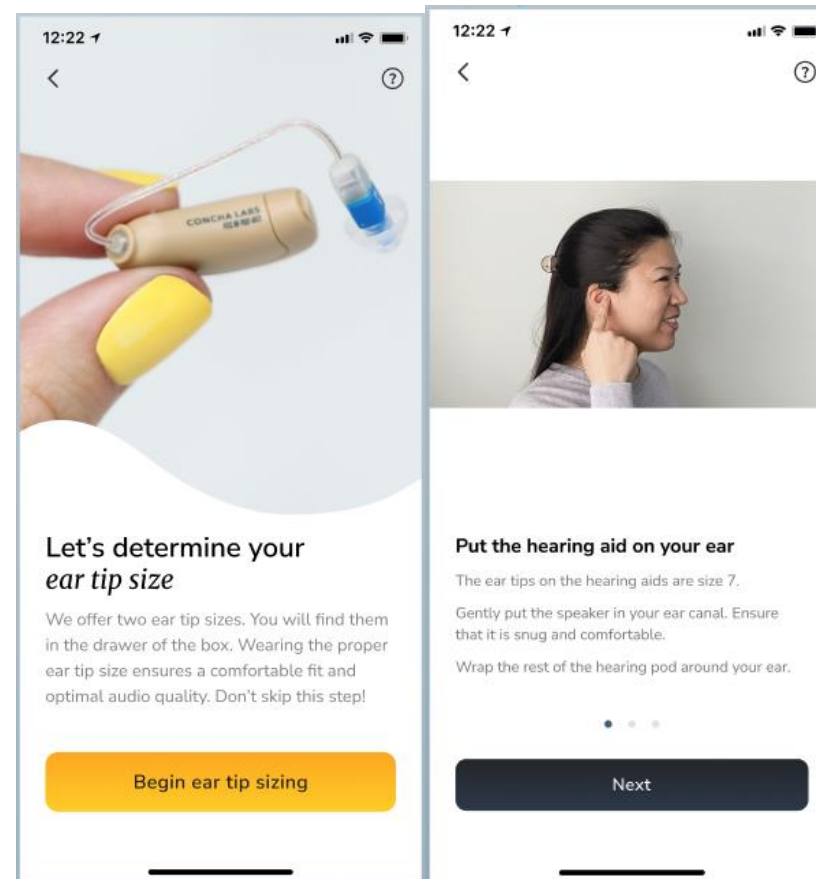 12:22
CONCHA LABS
Let's determine your
ear tip size
We offer two ear tip sizes. You will find them
in the drawer of the box. Wearing the proper
ear tip size ensures a comfortable fit and
optimal audio quality. Don't skip this step!
Begin ear tip sizing
12:22
Put the hearing aid on your ear
The ear tips on the hearing aids are size 7.
Gently put the speaker in your ear canal. Ensure
that it is snug and comfortable.
Wrap the rest of the hearing pod around your ear.
Next